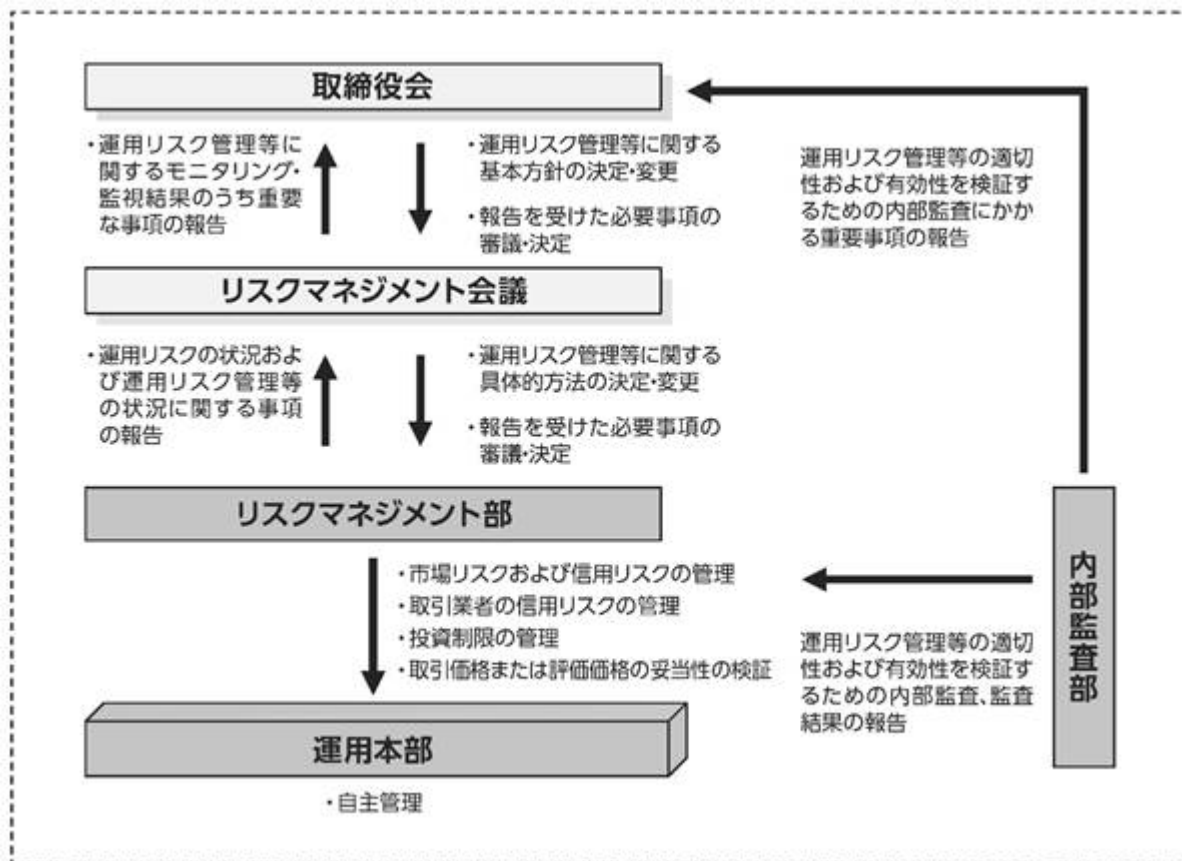 取締役会
・運用リスク管理等に
関するモニタリング・
監視結果のうち重要
な事項の報告
・運用リスク管理等に関する
基本方針の決定・変更
・報告を受けた必要事項の
審議・決定
運用リスク管理等の適切
性および有効性を検証す
るための内部監査にかか
る重要事項の報告
リスクマネジメント会議
・運用リスクの状況およ
び運用リスク管理等
の状況に関する事項
の報告
・運用リスク管理等に関する
具体的方法の決定・変更
・報告を受けた必要事項の
審議・決定
リスクマネジメント部
・市場リスクおよび信用リスクの管理
・取引業者の信用リスクの管理
・投資制限の管理
・取引価格または評価価格の妥当性の検証
内部監査部
運用リスク管理等の適切
性および有効性を検証す
るための内部監査、監査
結果の報告
運用本部
・自主管理